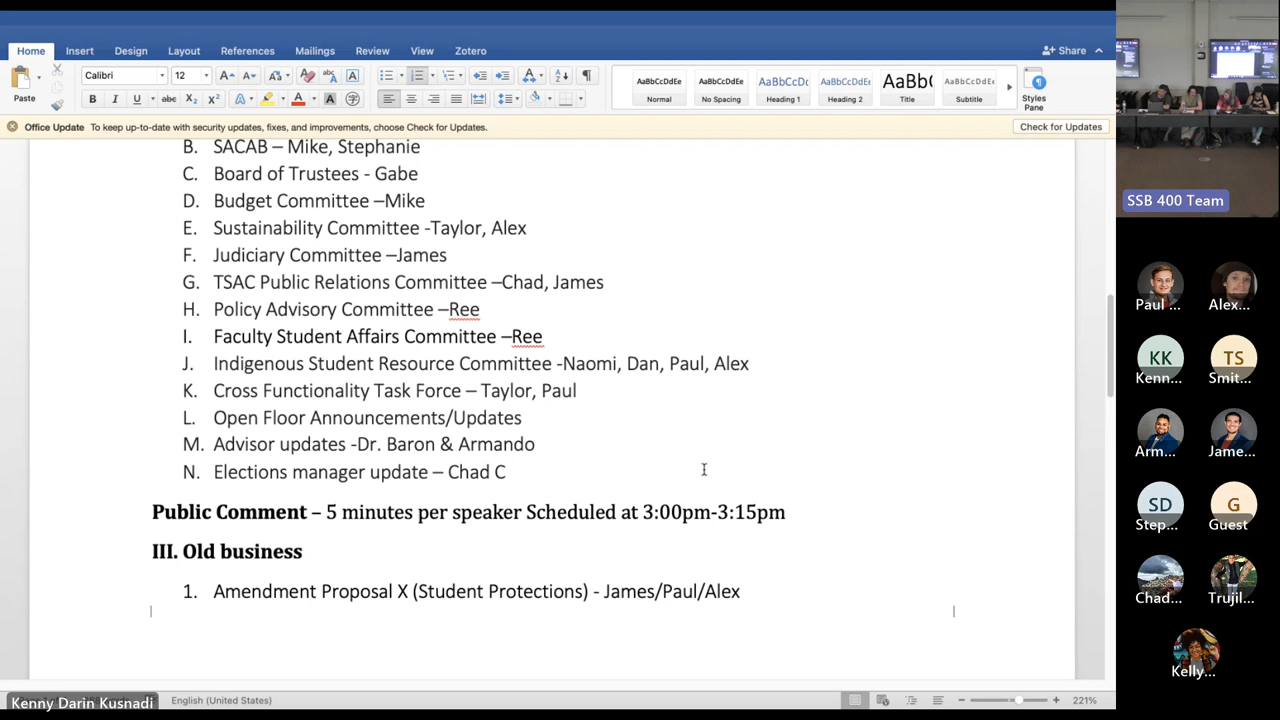 Home Insert Design Layout References Mailings Review View Zotero Share
Paste Calibri 12 AaBbCcDdEe AaBbCcDdEe AaBbCcDc AaBbCcDdEe AaBb( AaBbCcDdEe
Normal No Spacing Heading 1 Heading 2 Title Subtitle Styles Pane
Office Update To keep up-to-date with security updates, fixes, and improvements, choose Check for Updates. Check for Updates
B. SACAB – Mike, Stephanie
C. Board of Trustees - Gabe
D. Budget Committee –Mike
E. Sustainability Committee -Taylor, Alex
F. Judiciary Committee –James
G. TSAC Public Relations Committee –Chad, James
H. Policy Advisory Committee –Ree
I. Faculty Student Affairs Committee –Ree
J. Indigenous Student Resource Committee -Naomi, Dan, Paul, Alex
K. Cross Functionality Task Force – Taylor, Paul
L. Open Floor Announcements/Updates
M. Advisor updates -Dr. Baron & Armando
N. Elections manager update – Chad C
Public Comment – 5 minutes per speaker Scheduled at 3:00pm-3:15pm
III. Old business
1. Amendment Proposal X (Student Protections) - James/Paul/Alex
Kenny Darin Kusnadi
English (United States) 221%
SSB 400 Team
Paul ... Alex...
KK TS
Kenn... Smit...
Arm... Jame...
SD G
Step... Guest
Chad... Trujil...
Kelly...